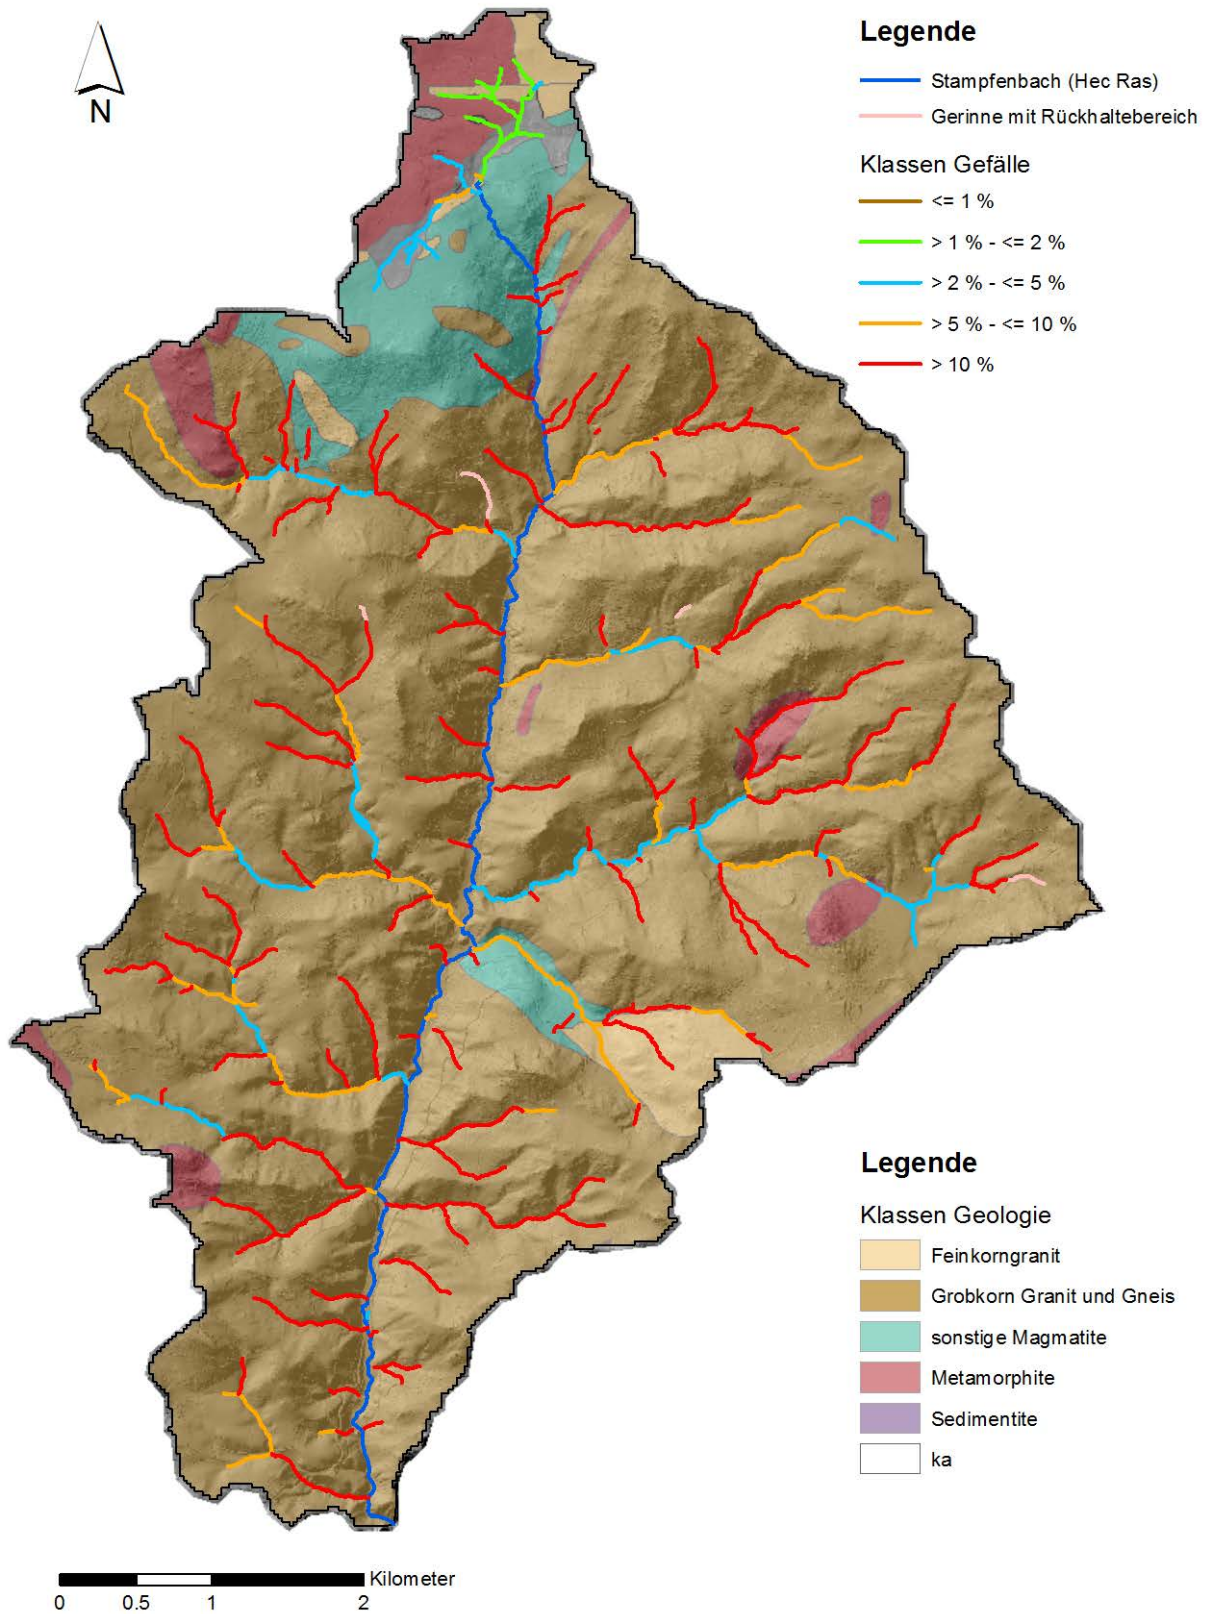 N
Legende
Stampfenbach (Hec Ras)
Gerinne mit Rückhaltebereich
Klassen Gefälle
<= 1 %
> 1 % - <= 2 %
> 2 % - <= 5 %
> 5 % - <= 10 %
> 10 %
Legende
Klassen Geologie
Feinkorngranit
Grobkorn Granit und Gneis
sonstige Magmatite
Metamorphite
Sedimentite
ka
Kilometer
0 0.5 1 2